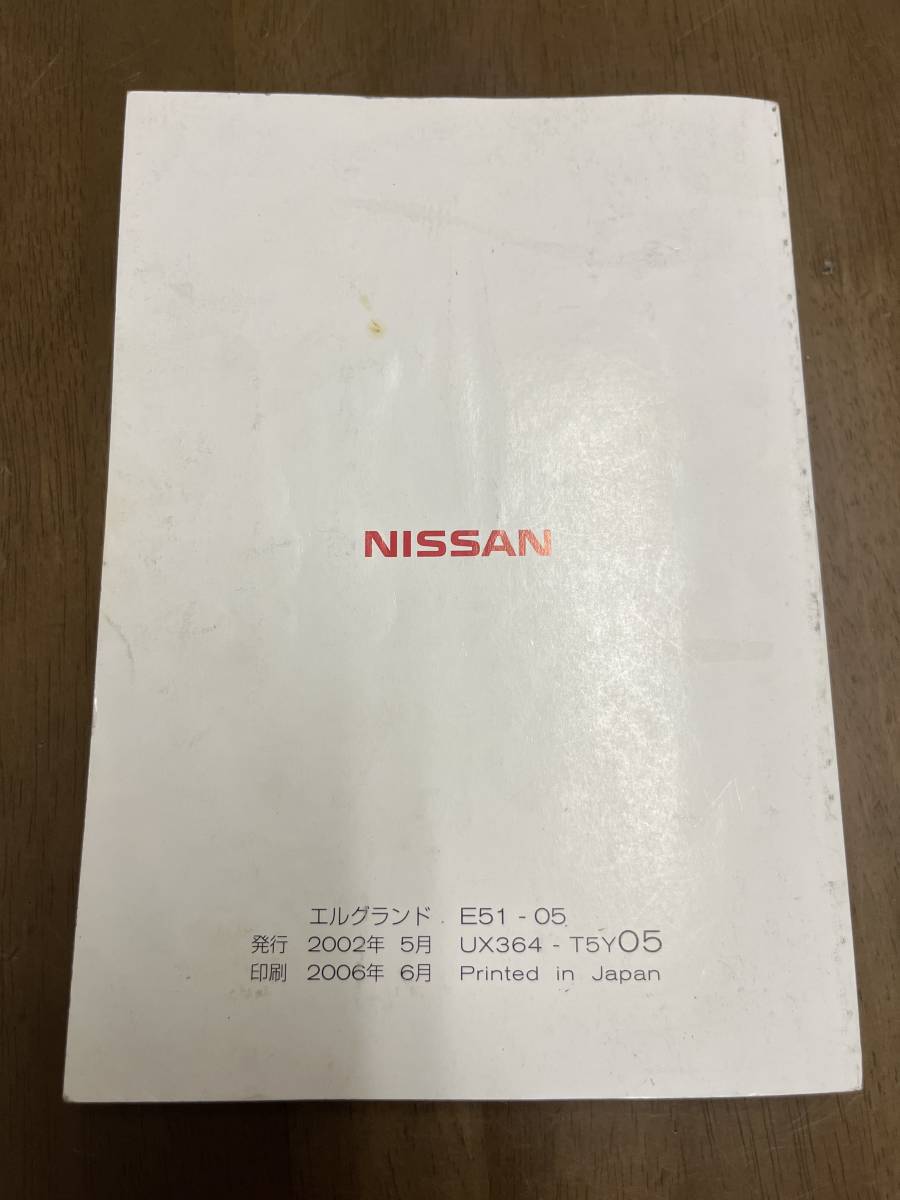 NISSAN
エルグランド E51 - 05
発行 2002年 5月 UX364 - T5Y05
印刷 2006年 6月 Printed in Japan